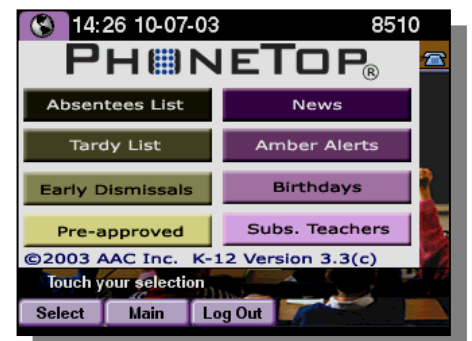 14:26 10-07-03 8510
PHONETOP®
Absentees List News
Tardy List Amber Alerts
Early Dismissals Birthdays
Pre-approved Subs. Teachers
©2003 AAC Inc. K-12 Version 3.3(c)
Touch your selection
Select Main Log Out